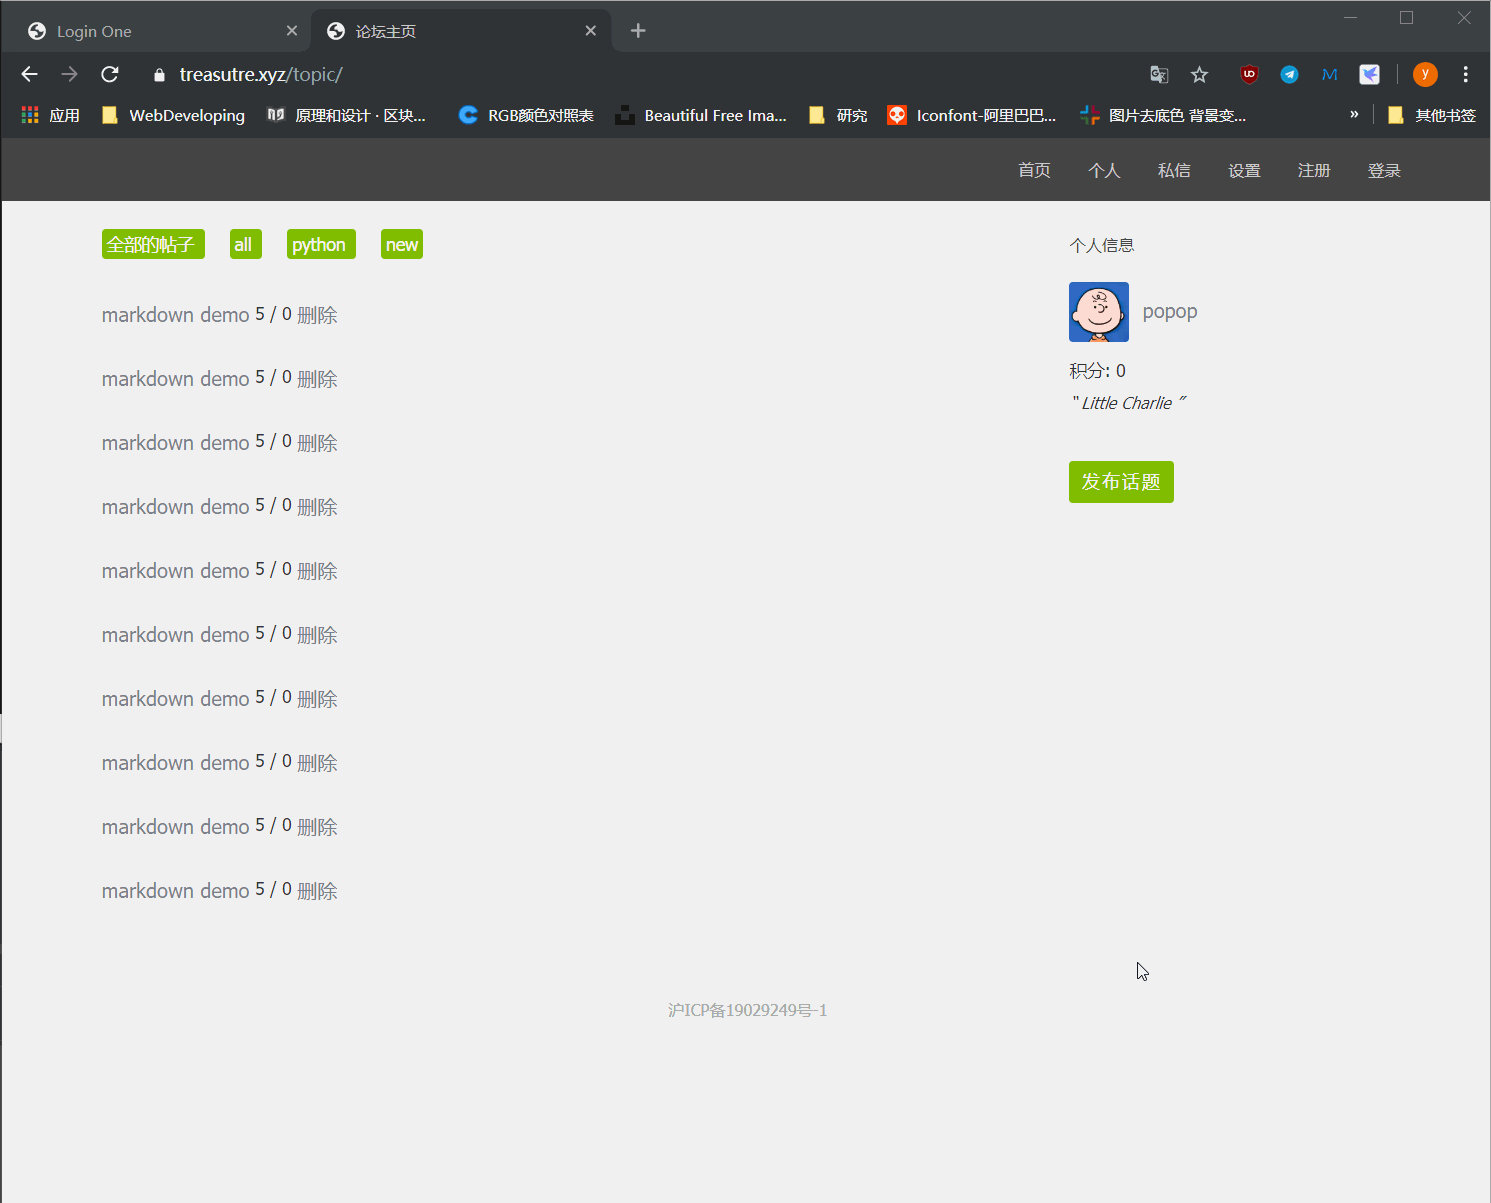 Login One
论坛主页
treasutre.xyz/topic/
y
应用
WebDeveloping
原理和设计 · 区块...
RGB颜色对照表
Beautiful Free Ima...
研究
Iconfont-阿里巴巴...
图片去底色 背景变...
»
其他书签
首页 个人 私信 设置 注册 登录
全部的帖子 all python new
个人信息
markdown demo 5 / 0 删除
popop
markdown demo 5 / 0 删除
积分: 0
" Little Charlie "
markdown demo 5 / 0 删除
发布话题
markdown demo 5 / 0 删除
markdown demo 5 / 0 删除
markdown demo 5 / 0 删除
markdown demo 5 / 0 删除
markdown demo 5 / 0 删除
markdown demo 5 / 0 删除
markdown demo 5 / 0 删除
沪ICP备19029249号-1